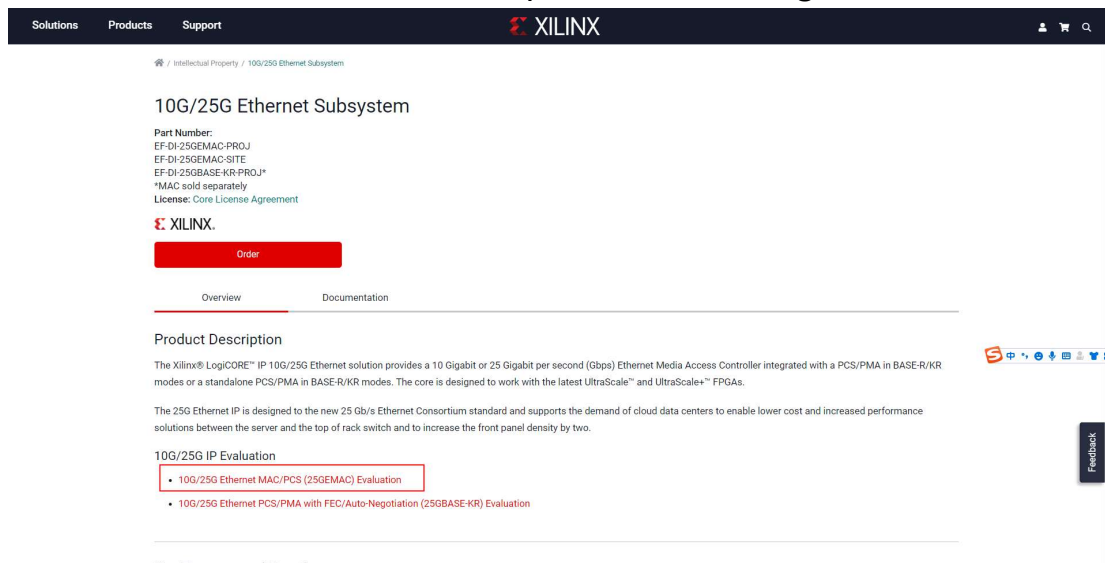 Solutions Products Support XILINX
/ Intellectual Property / 10G/25G Ethernet Subsystem
10G/25G Ethernet Subsystem
Part Number:
EF-DI-25GEMAC-PROJ
EF-DI-25GEMAC-SITE
EF-DI-25GBASE-KR-PROJ*
*MAC sold separately
License: Core License Agreement
XILINX.
Order
Overview Documentation
Product Description
The Xilinx® LogiCORE™ IP 10G/25G Ethernet solution provides a 10 Gigabit or 25 Gigabit per second (Gbps) Ethernet Media Access Controller integrated with a PCS/PMA in BASE-R/KR
modes or a standalone PCS/PMA in BASE-R/KR modes. The core is designed to work with the latest UltraScale™ and UltraScale+™ FPGAs.
The 25G Ethernet IP is designed to the new 25 Gb/s Ethernet Consortium standard and supports the demand of cloud data centers to enable lower cost and increased performance
solutions between the server and the top of rack switch and to increase the front panel density by two.
10G/25G IP Evaluation
• 10G/25G Ethernet MAC/PCS (25GEMAC) Evaluation
• 10G/25G Ethernet PCS/PMA with FEC/Auto-Negotiation (25GBASE-KR) Evaluation
中
Feedback